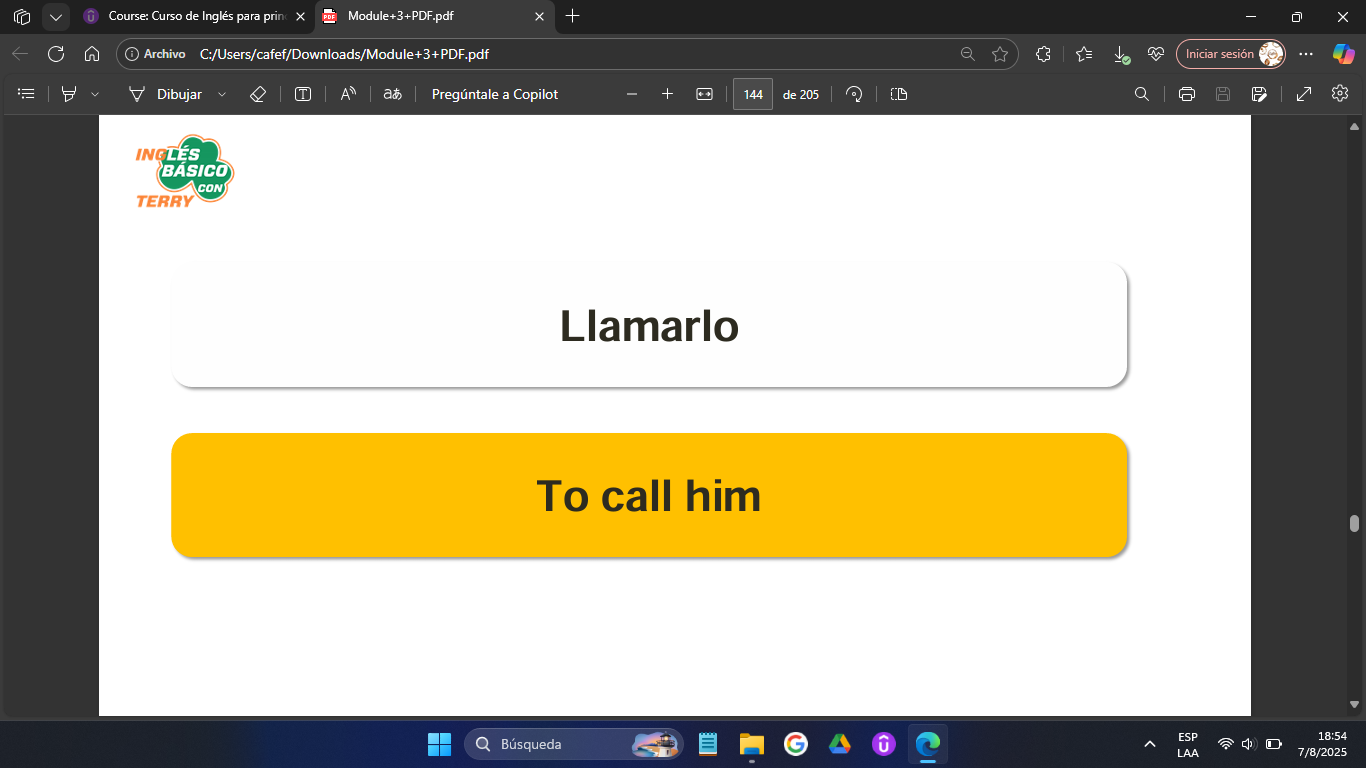 Course: Curso de Inglés para prin
Module+3+PDF.pdf
Archivo
C:/Users/cafef/Downloads/Module+3+PDF.pdf
Iniciar sesión
Dibujar
A
aあ
Pregúntale a Copilot
144
de 205
INGLÉS
BÁSICO
CON
TERRY
Llamarlo
To call him
Búsqueda
ESP
LAA
18:54
7/8/2025